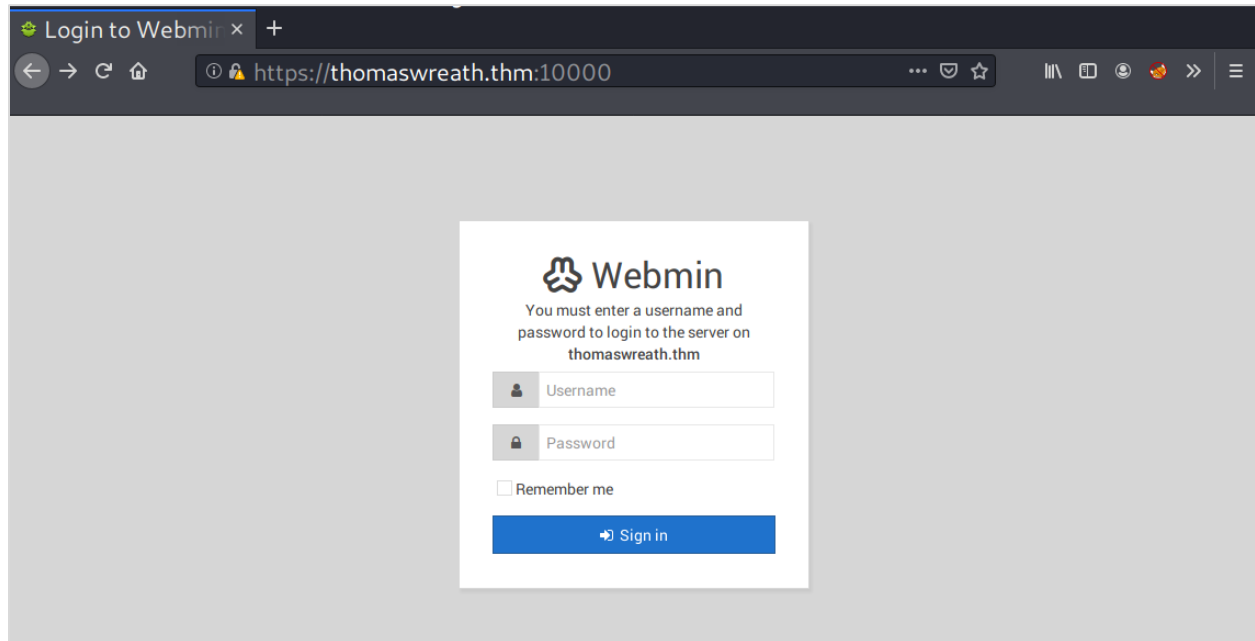 Login to Webmin
https://thomaswreath.thm:10000
Webmin
You must enter a username and
password to login to the server on
thomaswreath.thm
Username
Password
Remember me
Sign in